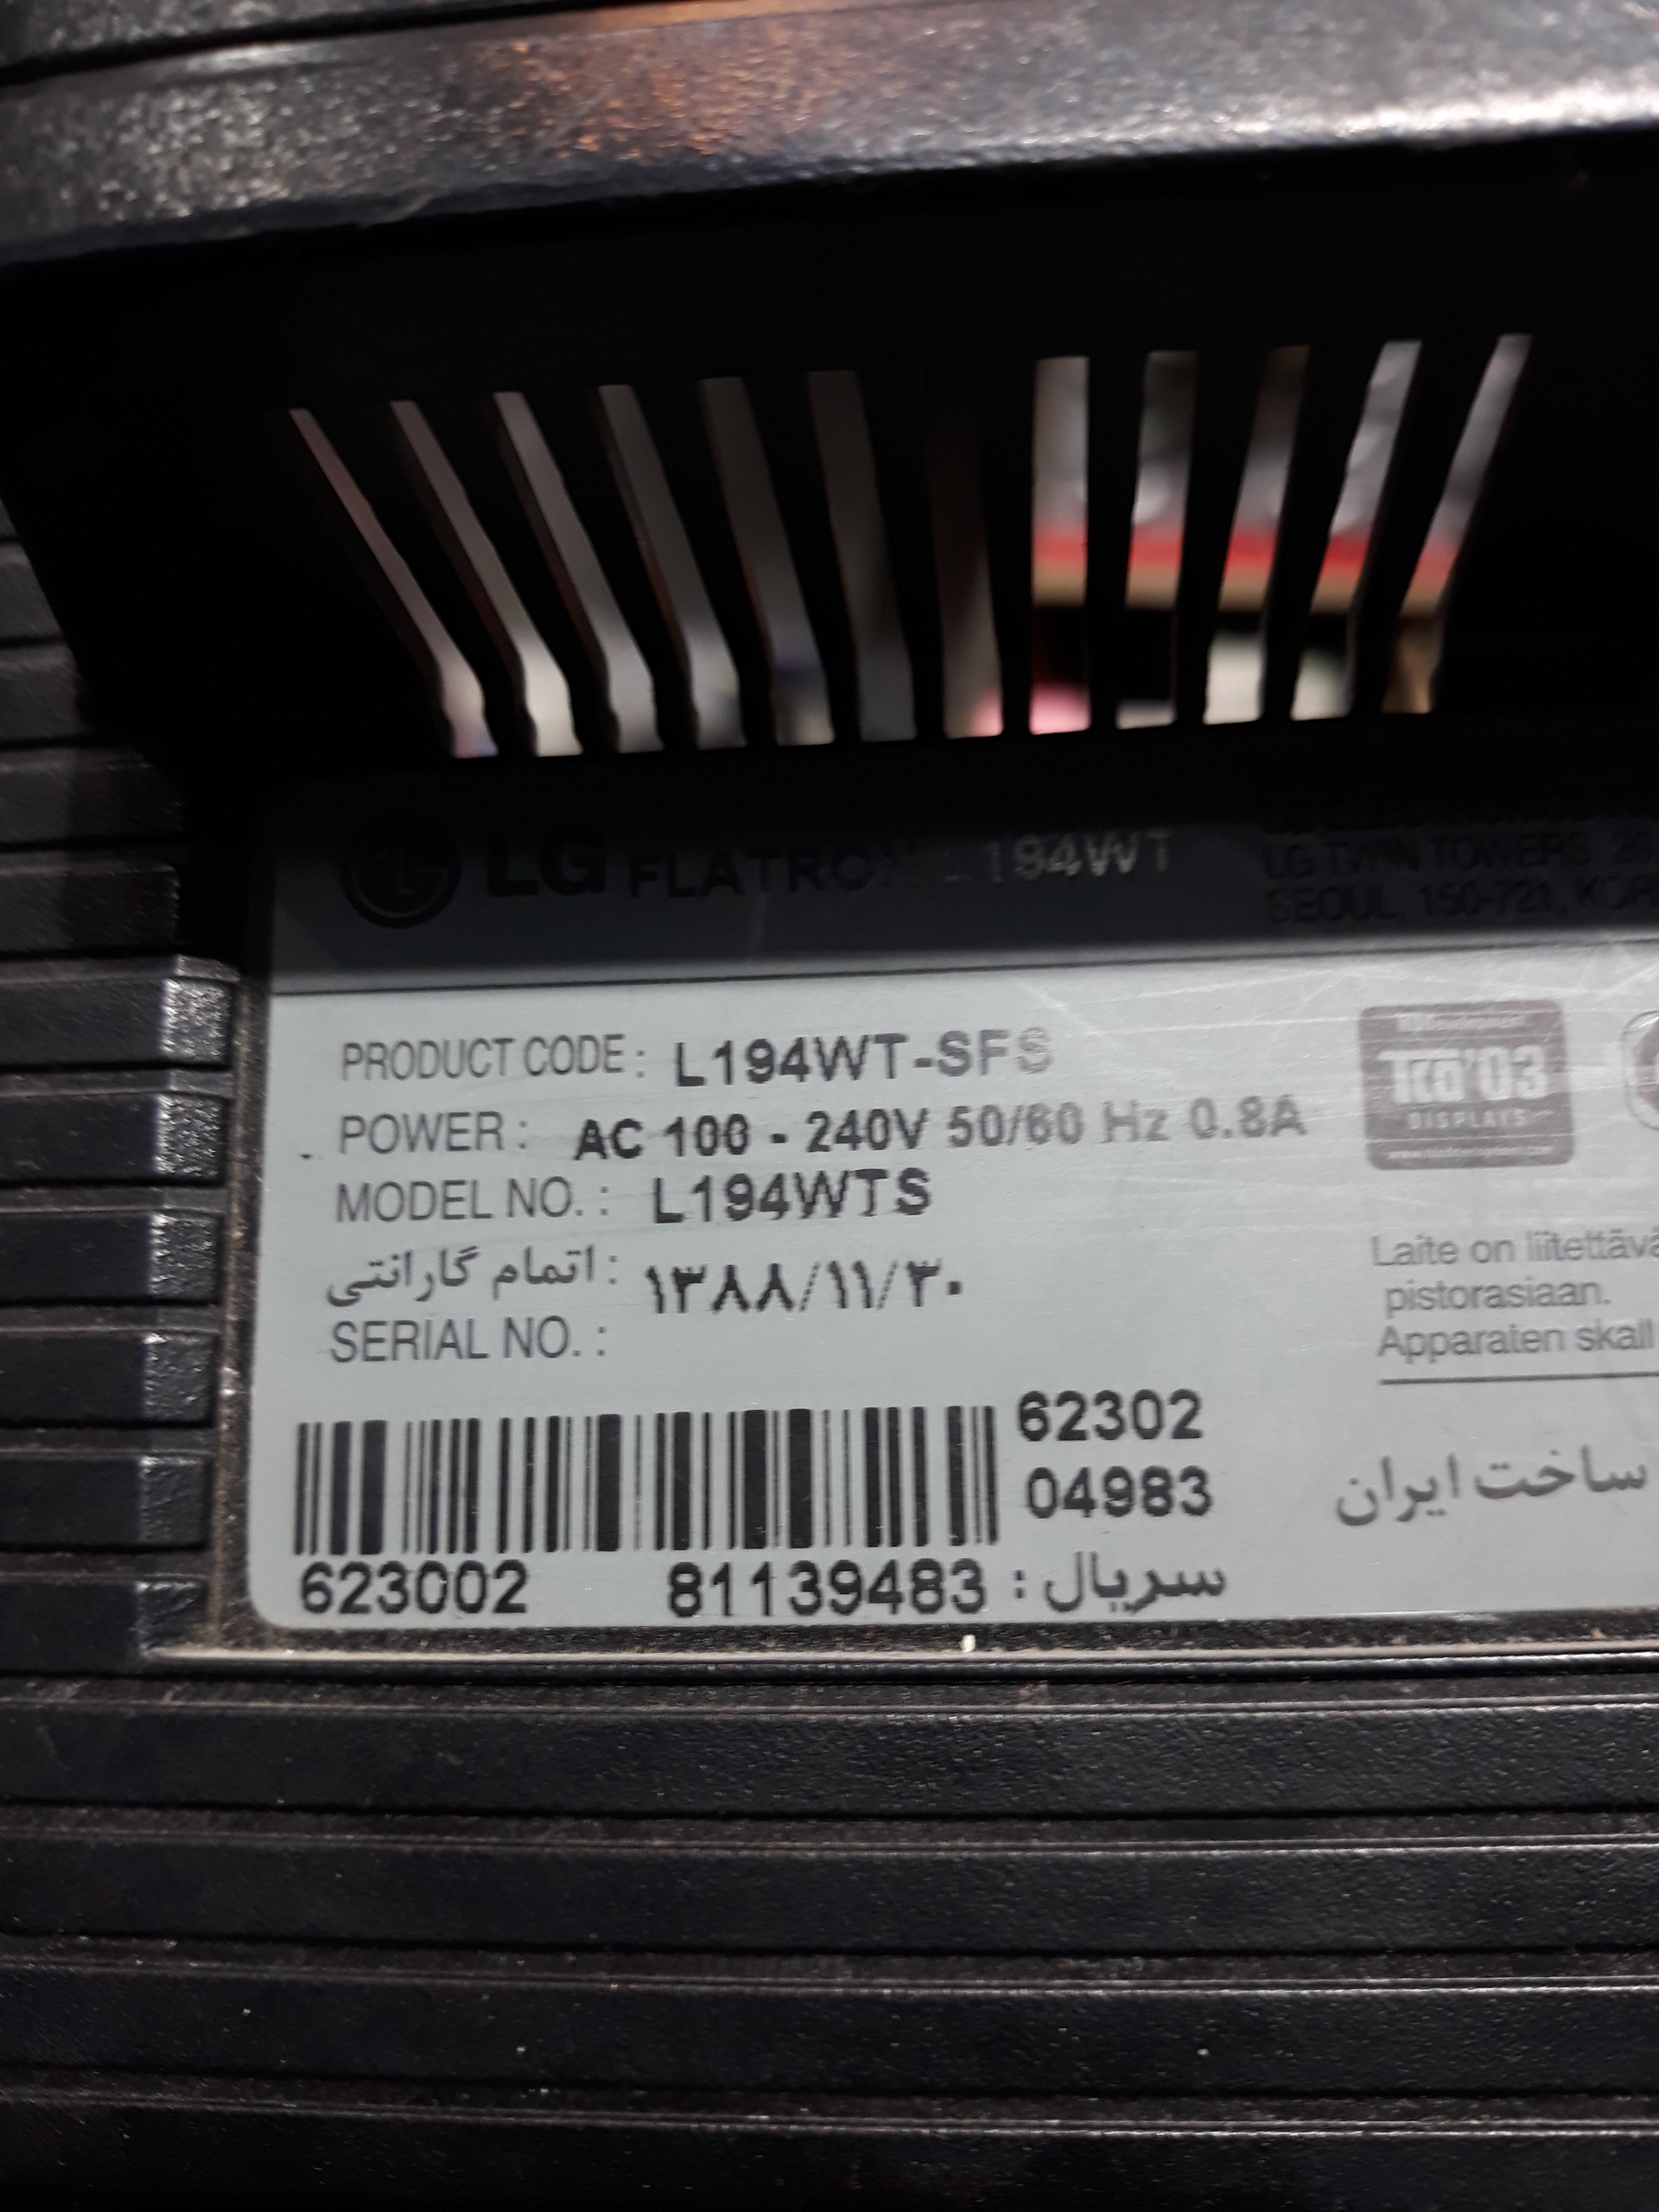 LG FLATRON L194WT
LG TWIN TOWERS 20
SEOUL, 150-721,
PRODUCT CODE : L194WT-SFS
POWER : AC 100 - 240V 50/60 Hz 0.8A
MODEL NO. : L194WTS
اتمام گارانتی : ۱۳۸۸/۱۱/۳۰
SERIAL NO. :
62302
04983
623002 81139483 : سریال
TCO'03
DISPLAYS
Laite on liitettävä
pistorasiaan.
Apparaten skall
ساخت ایران